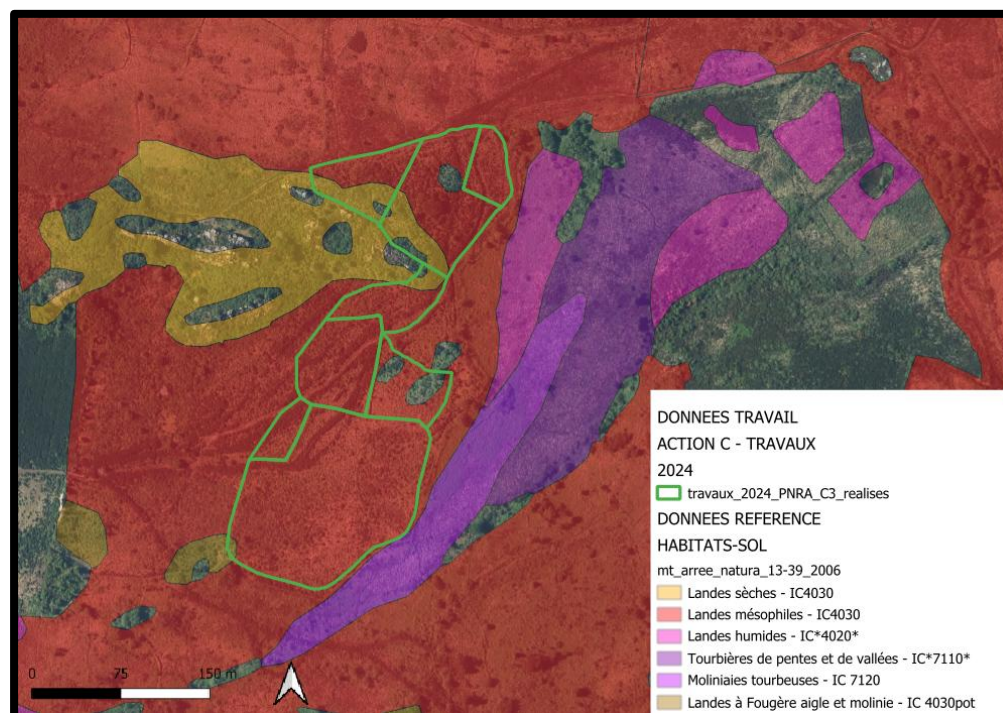 DONNEES TRAVAIL
ACTION C - TRAVAUX
2024
travaux_2024_PNRA_C3_realises
DONNEES REFERENCE
HABITATS-SOL
mt_arree_natura_13-39_2006
Landes sèches - IC4030
Landes mésophiles - IC4030
Landes humides - IC*4020*
Tourbières de pentes et de vallées - IC*7110*
Moliniaies tourbeuses - IC 7120
Landes à Fougère aigle et molinie - IC 4030pot
0 75 150 m